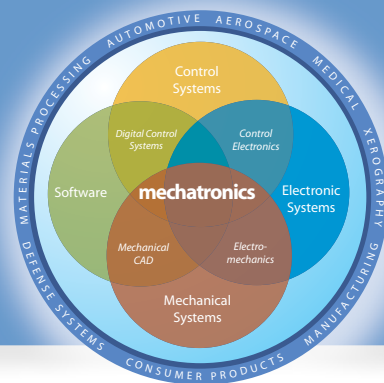 MATERIALS PROCESSING AUTOMOTIVE AEROSPACE MEDICAL XEROGRAPHY
Control
Systems
Digital Control
Systems
Control
Electronics
Software
mechatronics
Electronic
Systems
Mechanical
CAD
Electro-
mechanics
Mechanical
Systems
DEFENSE SYSTEMS CONSUMER PRODUCTS MANUFACTURING